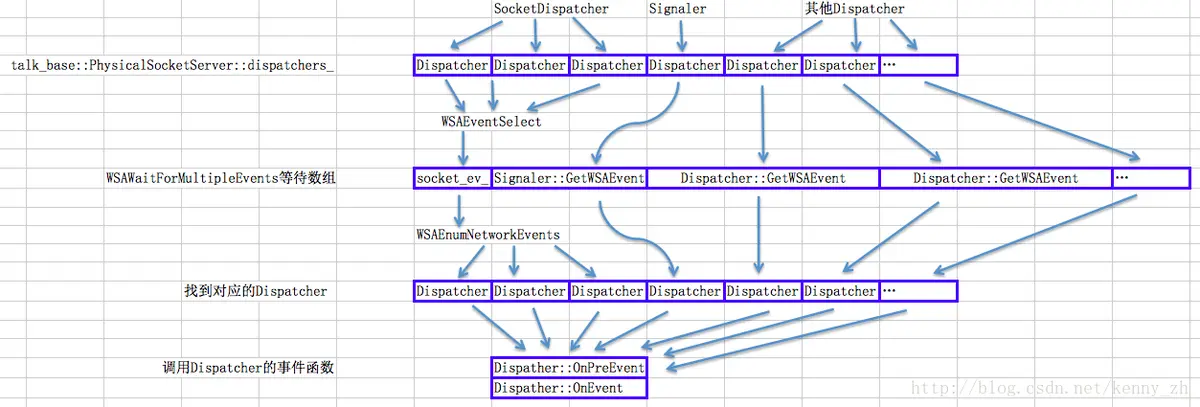 SocketDispatcher Signaler 其他Dispatcher
talk_base::PhysicalSocketServer::dispatchers_ Dispatcher Dispatcher Dispatcher Dispatcher Dispatcher Dispatcher ···
WSAEventSelect
WSAWaitForMultipleEvents等待数组 socket_ev_ Signaler::GetWSAEvent Dispatcher::GetWSAEvent Dispatcher::GetWSAEvent ···
WSAEnumNetworkEvents
找到对应的Dispatcher Dispatcher Dispatcher Dispatcher Dispatcher Dispatcher Dispatcher ···
调用Dispatcher的事件函数 Dispather::OnPreEvent
Dispather::OnEvent
http://blog.csdn.net/kenny_zh